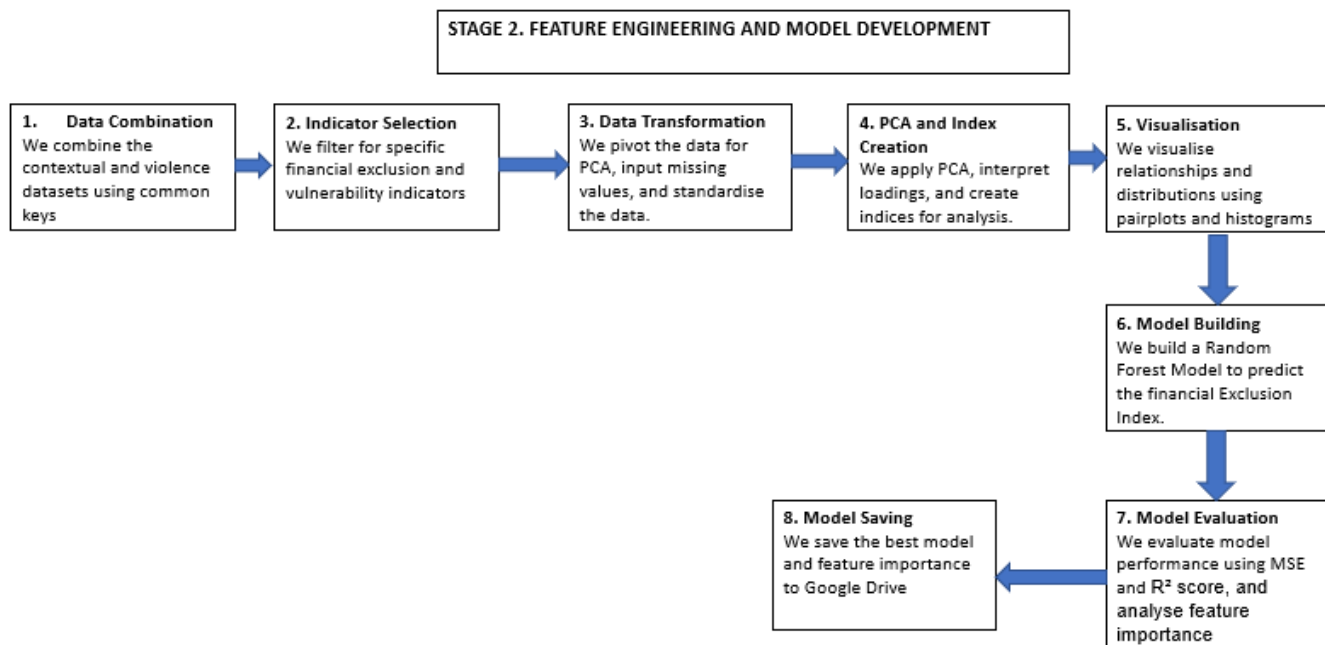 STAGE 2. FEATURE ENGINEERING AND MODEL DEVELOPMENT
1. Data Combination
We combine the
contextual and violence
datasets using common
keys
2. Indicator Selection
We filter for specific
financial exclusion and
vulnerability indicators
3. Data Transformation
We pivot the data for
PCA, input missing
values, and standardise
the data.
4. PCA and Index
Creation
We apply PCA, interpret
loadings, and create
indices for analysis.
5. Visualisation
We visualise
relationships and
distributions using
pairplots and histograms
6. Model Building
We build a Random
Forest Model to predict
the financial Exclusion
Index.
7. Model Evaluation
We evaluate model
performance using MSE
and R² score, and
analyse feature
importance
8. Model Saving
We save the best model
and feature importance
to Google Drive